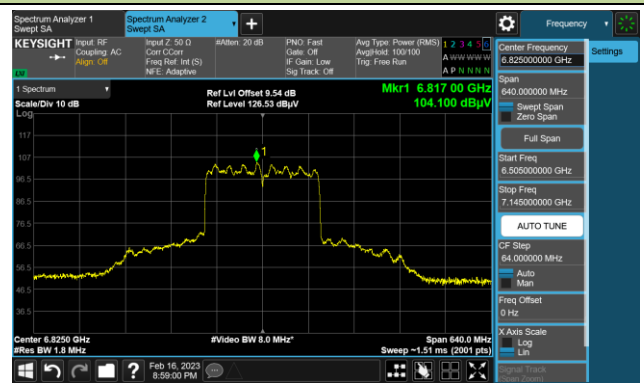 Spectrum Analyzer 1
Swept SA
Spectrum Analyzer 2
Swept SA
Frequency
KEYSIGHT
Input: RF
Coupling: AC
Align: Off
Input Z: 50 Ω
Corr CCorr
Freq Ref: Int (S)
NFE: Adaptive
#Atten: 20 dB
PNO: Fast
Gate: Off
IF Gain: Low
Sig Track: Off
Avg Type: Power (RMS)
Avg|Hold: 100/100
Trig: Free Run
1 2 3 4 5 6
A W W W W W
A P N N N N
LV
1 Spectrum
Scale/Div 10 dB
Log
Ref Lvl Offset 9.54 dB
Ref Level 126.53 dBµV
Mkr1 6.817 00 GHz
104.100 dBµV
1
117
107
96.5
86.5
76.5
66.5
56.5
46.5
36.5
Center 6.8250 GHz
#Res BW 1.8 MHz
#Video BW 8.0 MHz*
Span 640.0 MHz
Sweep ~1.51 ms (2001 pts)
Feb 16, 2023
8:59:00 PM
Center Frequency
6.825000000 GHz
Settings
Span
640.000000 MHz
Swept Span
Zero Span
Full Span
Start Freq
6.505000000 GHz
Stop Freq
7.145000000 GHz
AUTO TUNE
CF Step
64.000000 MHz
Auto
Man
Freq Offset
0 Hz
X Axis Scale
Log
Lin
Signal Track
(Span Zoom)